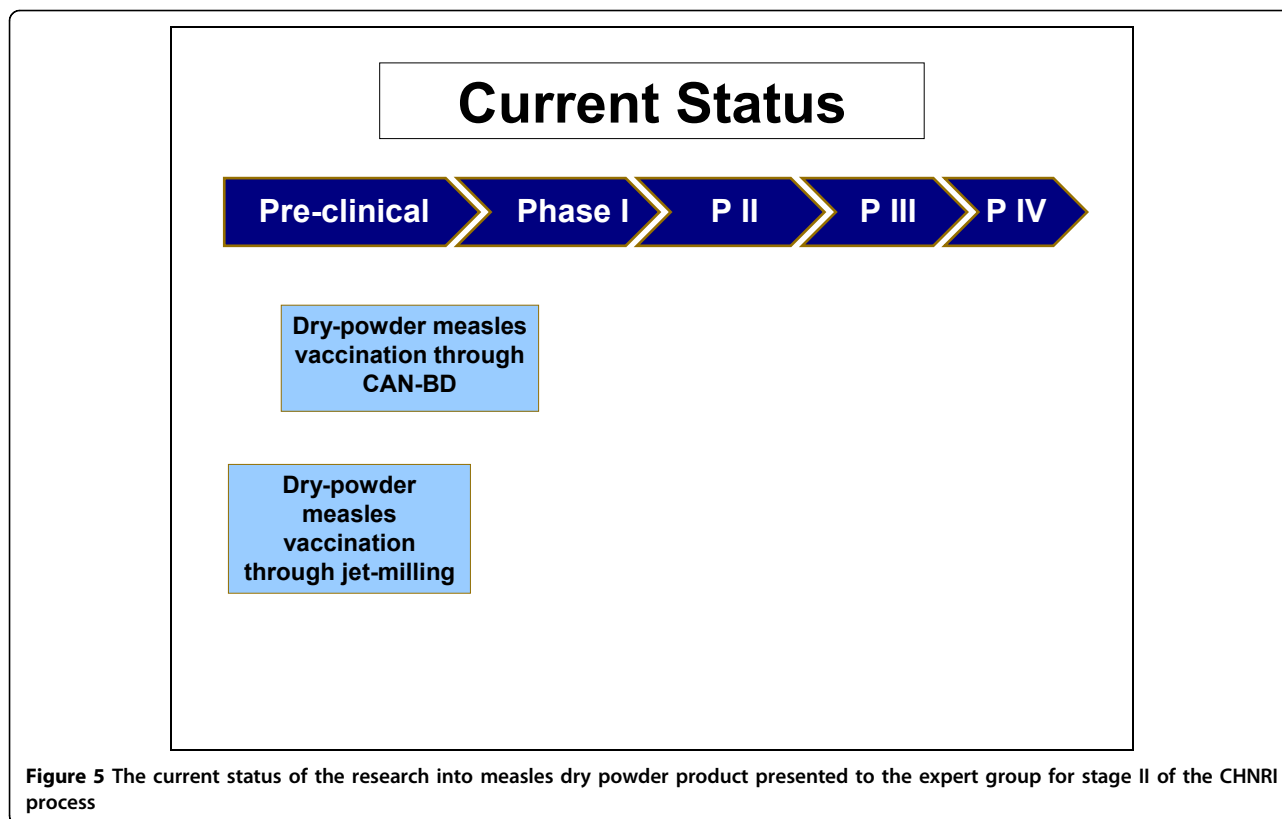 Current Status
Pre-clinical Phase I P II P III P IV
Dry-powder measles
vaccination through
CAN-BD
Dry-powder
measles
vaccination
through jet-milling
Figure 5 The current status of the research into measles dry powder product presented to the expert group for stage II of the CHNRI
process